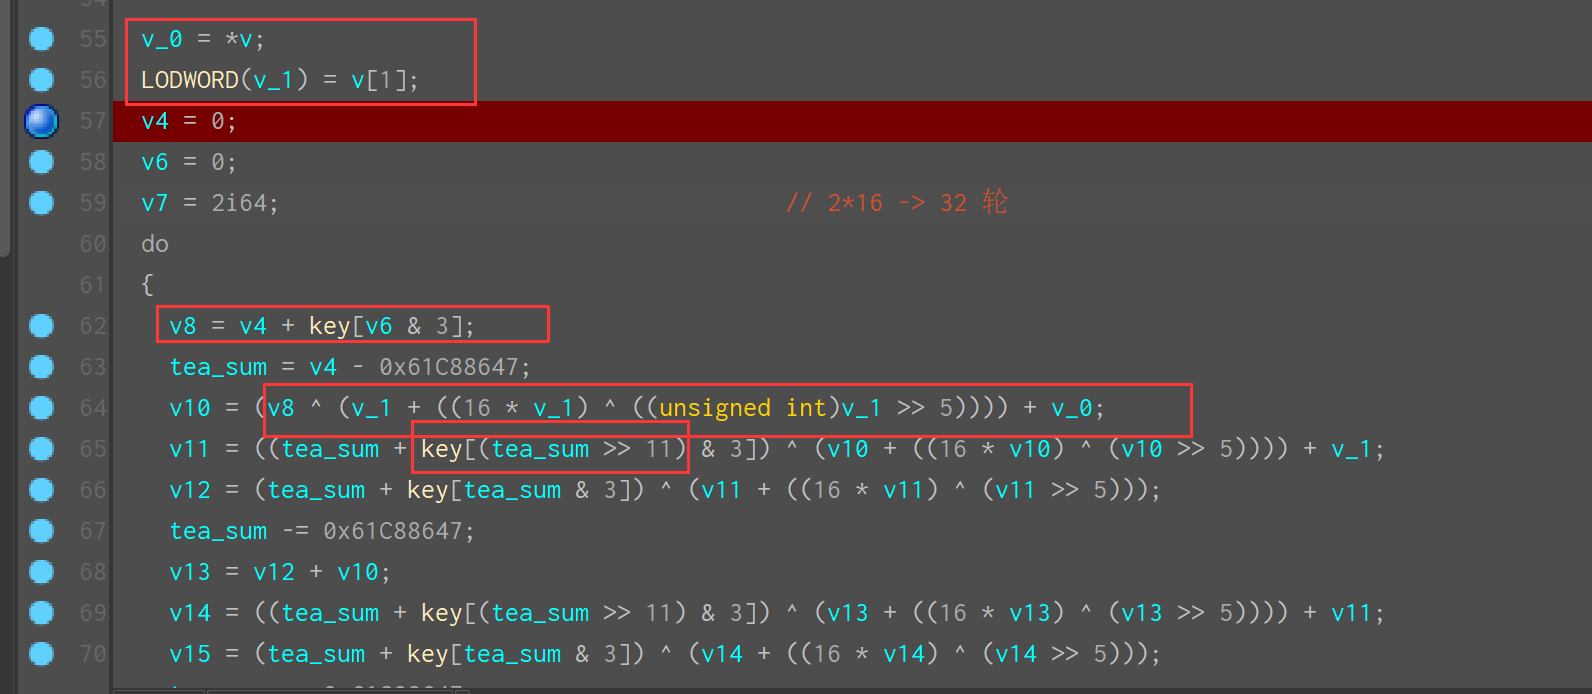 55 v_0 = *v;
56 LODWORD(v_1) = v[1];
57 v4 = 0;
58 v6 = 0;
59 v7 = 2i64; // 2*16 -> 32 轮
60 do
61 {
62 v8 = v4 + key[v6 & 3];
63 tea_sum = v4 - 0x61C88647;
64 v10 = (v8 ^ (v_1 + ((16 * v_1) ^ ((unsigned int)v_1 >> 5)))) + v_0;
65 v11 = ((tea_sum + key[(tea_sum >> 11) & 3]) ^ (v10 + ((16 * v10) ^ (v10 >> 5)))) + v_1;
66 v12 = (tea_sum + key[tea_sum & 3]) ^ (v11 + ((16 * v11) ^ (v11 >> 5)));
67 tea_sum -= 0x61C88647;
68 v13 = v12 + v10;
69 v14 = ((tea_sum + key[(tea_sum >> 11) & 3]) ^ (v13 + ((16 * v13) ^ (v13 >> 5)))) + v11;
70 v15 = (tea_sum + key[tea_sum & 3]) ^ (v14 + ((16 * v14) ^ (v14 >> 5)));